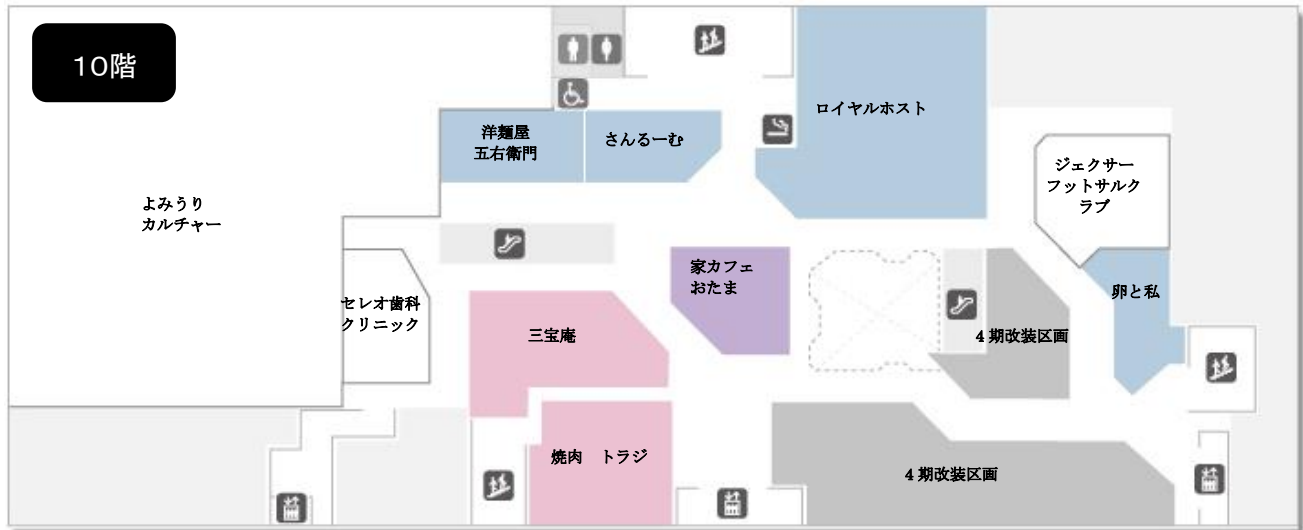 10階
ロイヤルホスト
洋麺屋
五右衛門
さんるーむ
ジェクサー
フットサルク
ラブ
よみうり
カルチャー
家カフェ
おたま
卵と私
セレオ歯科
クリニック
三宝庵
4期改装区画
焼肉　トラジ
4期改装区画